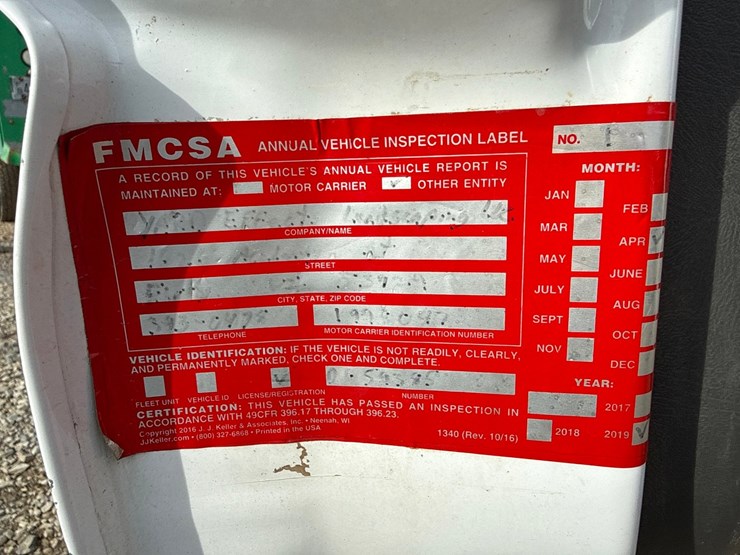 FMCSA ANNUAL VEHICLE INSPECTION LABEL
NO.
A RECORD OF THIS VEHICLE'S ANNUAL VEHICLE REPORT IS
MAINTAINED AT: MOTOR CARRIER ✓ OTHER ENTITY
COMPANY/NAME
STREET
CITY, STATE, ZIP CODE
TELEPHONE
MOTOR CARRIER IDENTIFICATION NUMBER
VEHICLE IDENTIFICATION: IF THE VEHICLE IS NOT READILY, CLEARLY,
AND PERMANENTLY MARKED, CHECK ONE AND COMPLETE.
FLEET UNIT VEHICLE ID LICENSE/REGISTRATION
NUMBER
CERTIFICATION: THIS VEHICLE HAS PASSED AN INSPECTION IN
ACCORDANCE WITH 49CFR 396.17 THROUGH 396.23.
Copyright 2016 J. J. Keller & Associates, Inc. • Neenah, WI
JJKeller.com • (800) 327-6868 • Printed in the USA
1340 (Rev. 10/16)
MONTH:
JAN
FEB
MAR
APR ✓
MAY
JUNE
JULY
AUG
SEPT
OCT
NOV
DEC
YEAR:
2017
2018
2019 ✓